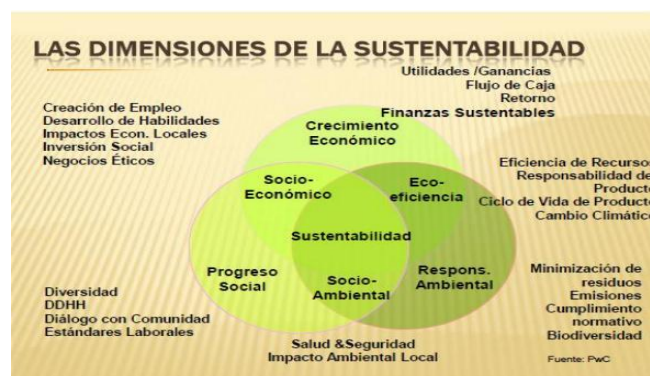 LAS DIMENSIONES DE LA SUSTENTABILIDAD
Utilidades /Ganancias
Flujo de Caja
Retorno
Finanzas Sustentables
Creación de Empleo
Desarrollo de Habilidades
Impactos Econ. Locales
Inversión Social
Negocios Éticos
Crecimiento
Económico
Eficiencia de Recurso
Responsabilidad de
Product
Ciclo de Vida de Product
Cambio Climático
Socio-
Económico
Eco-
eficiencia
Sustentabilidad
Progreso
Social
Socio-
Ambiental
Respons.
Ambiental
Diversidad
DDHH
Diálogo con Comunidad
Estándares Laborales
Minimización de
residuos
Emisiones
Cumplimiento
normativo
Biodiversidad
Salud &Seguridad
Impacto Ambiental Local
Fuente: PwC